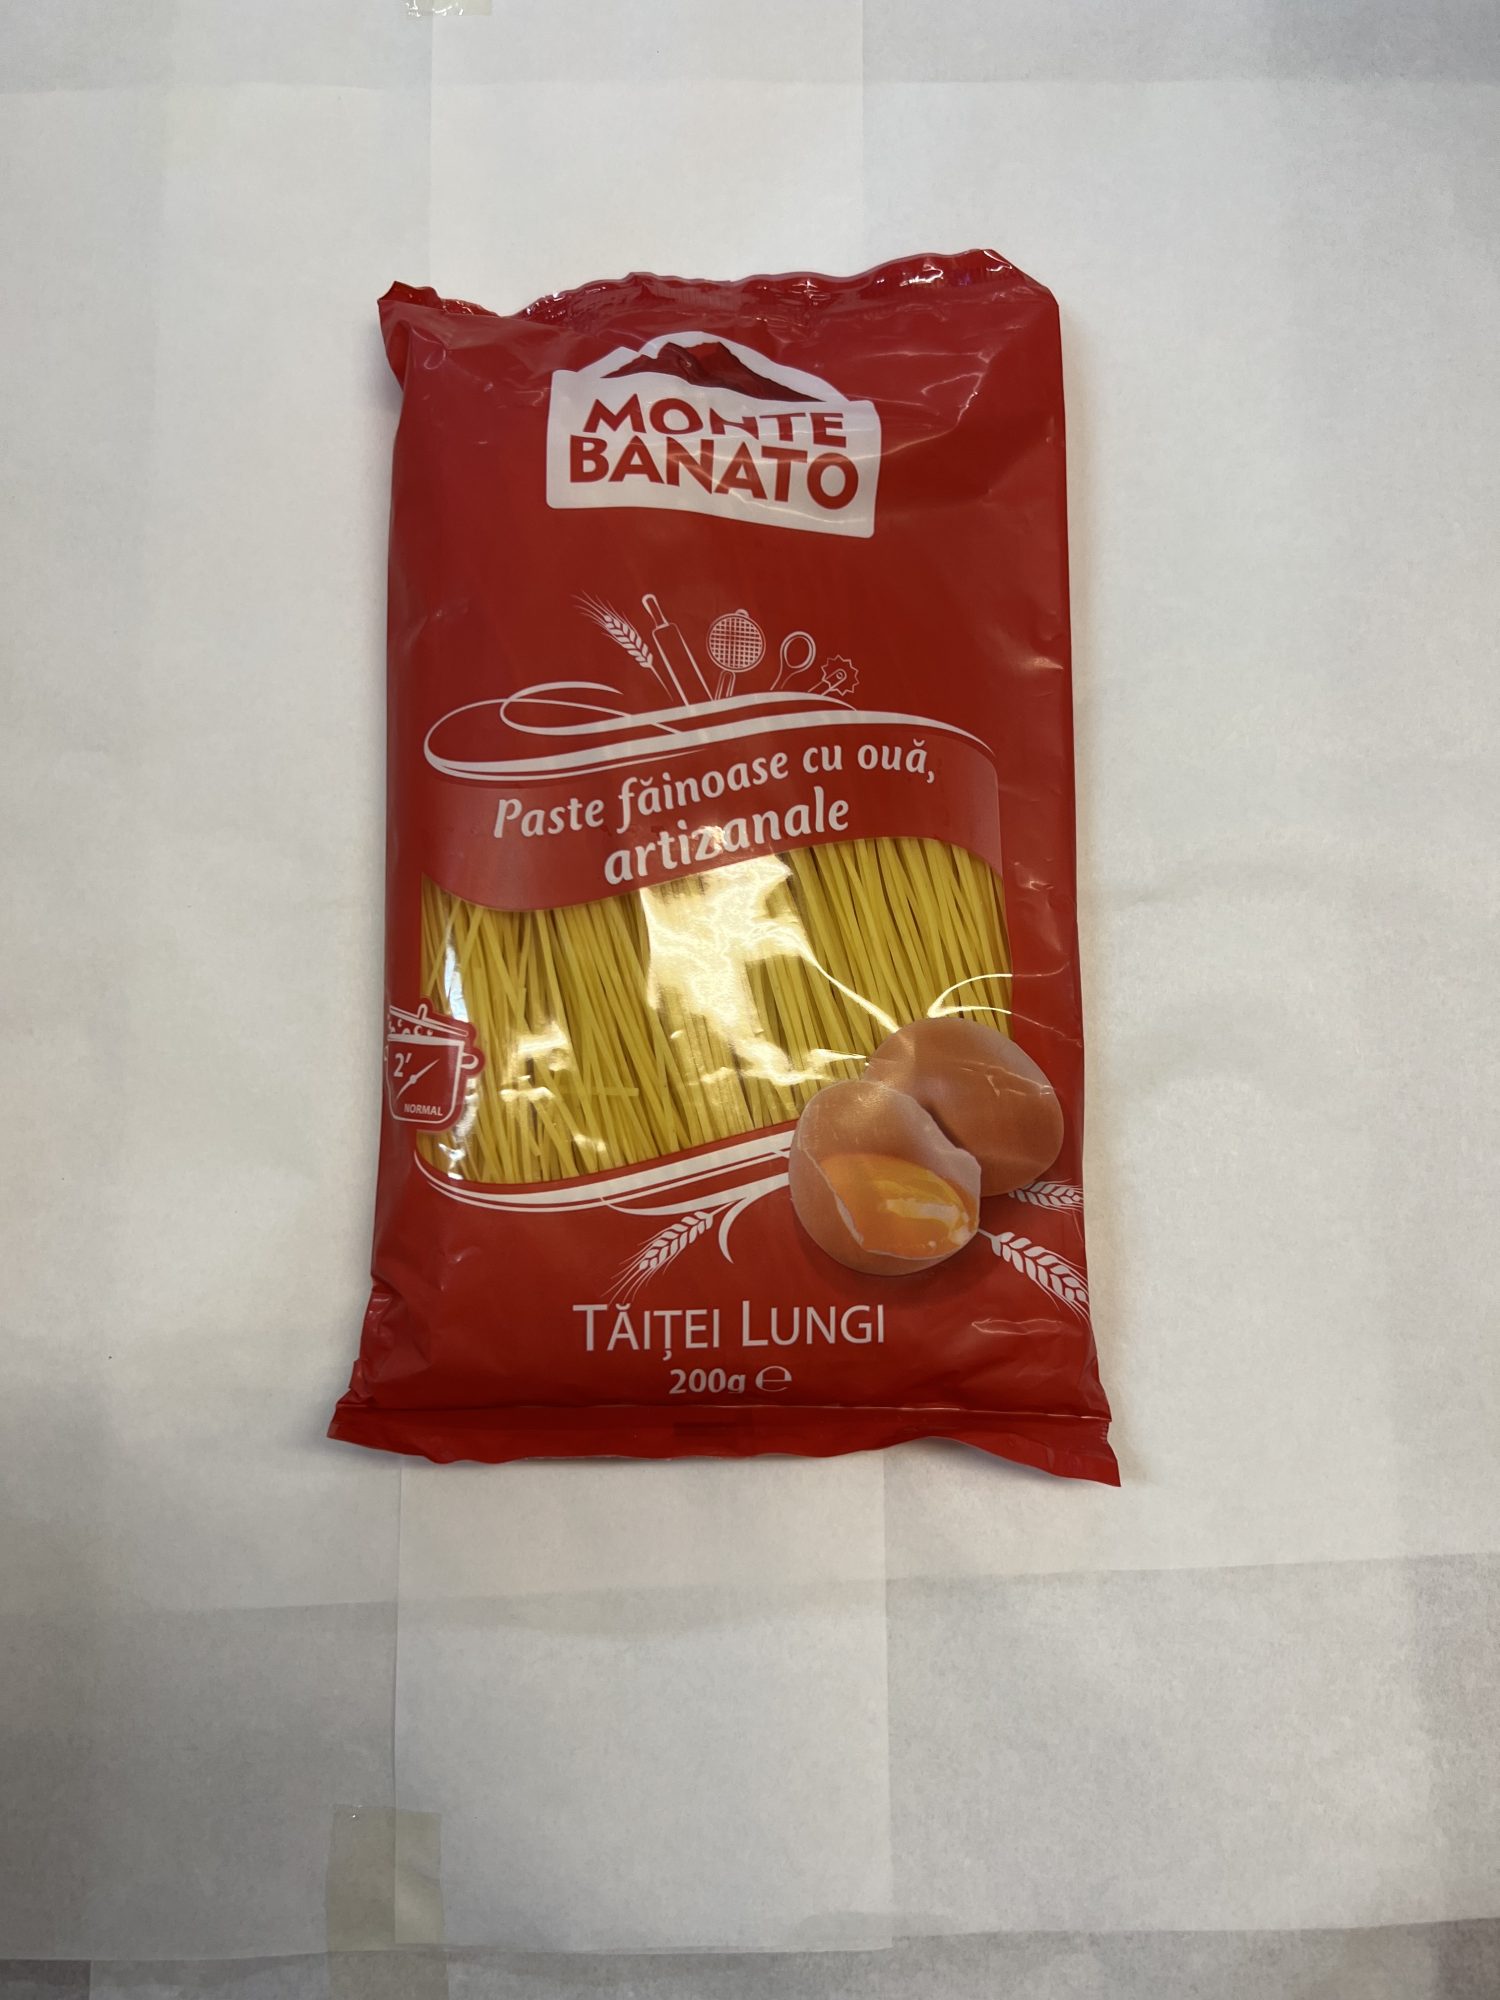 MONTE
BANATO
Paste făinoase cu ouă,
artizanale
2'
NORMAL
TĂIȚEI LUNGI
200g ℮